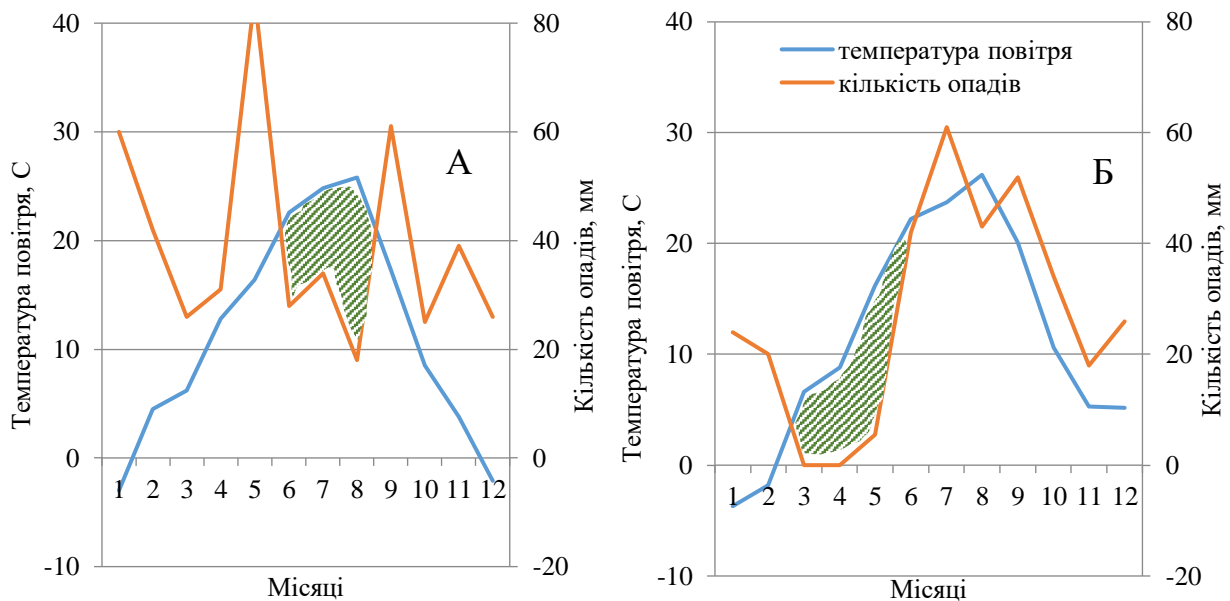 Температура повітря, С
40
30
20
10
0
-10
80
60
40
20
0
-20
Кількість опадів, мм
А
1 2 3 4 5 6 7 8 9 10 11 12
Місяці
Температура повітря, С
40
30
20
10
0
-10
температура повітря
кількість опадів
Б
80
60
40
20
0
-20
Кількість опадів, мм
1 2 3 4 5 6 7 8 9 10 11 12
Місяці